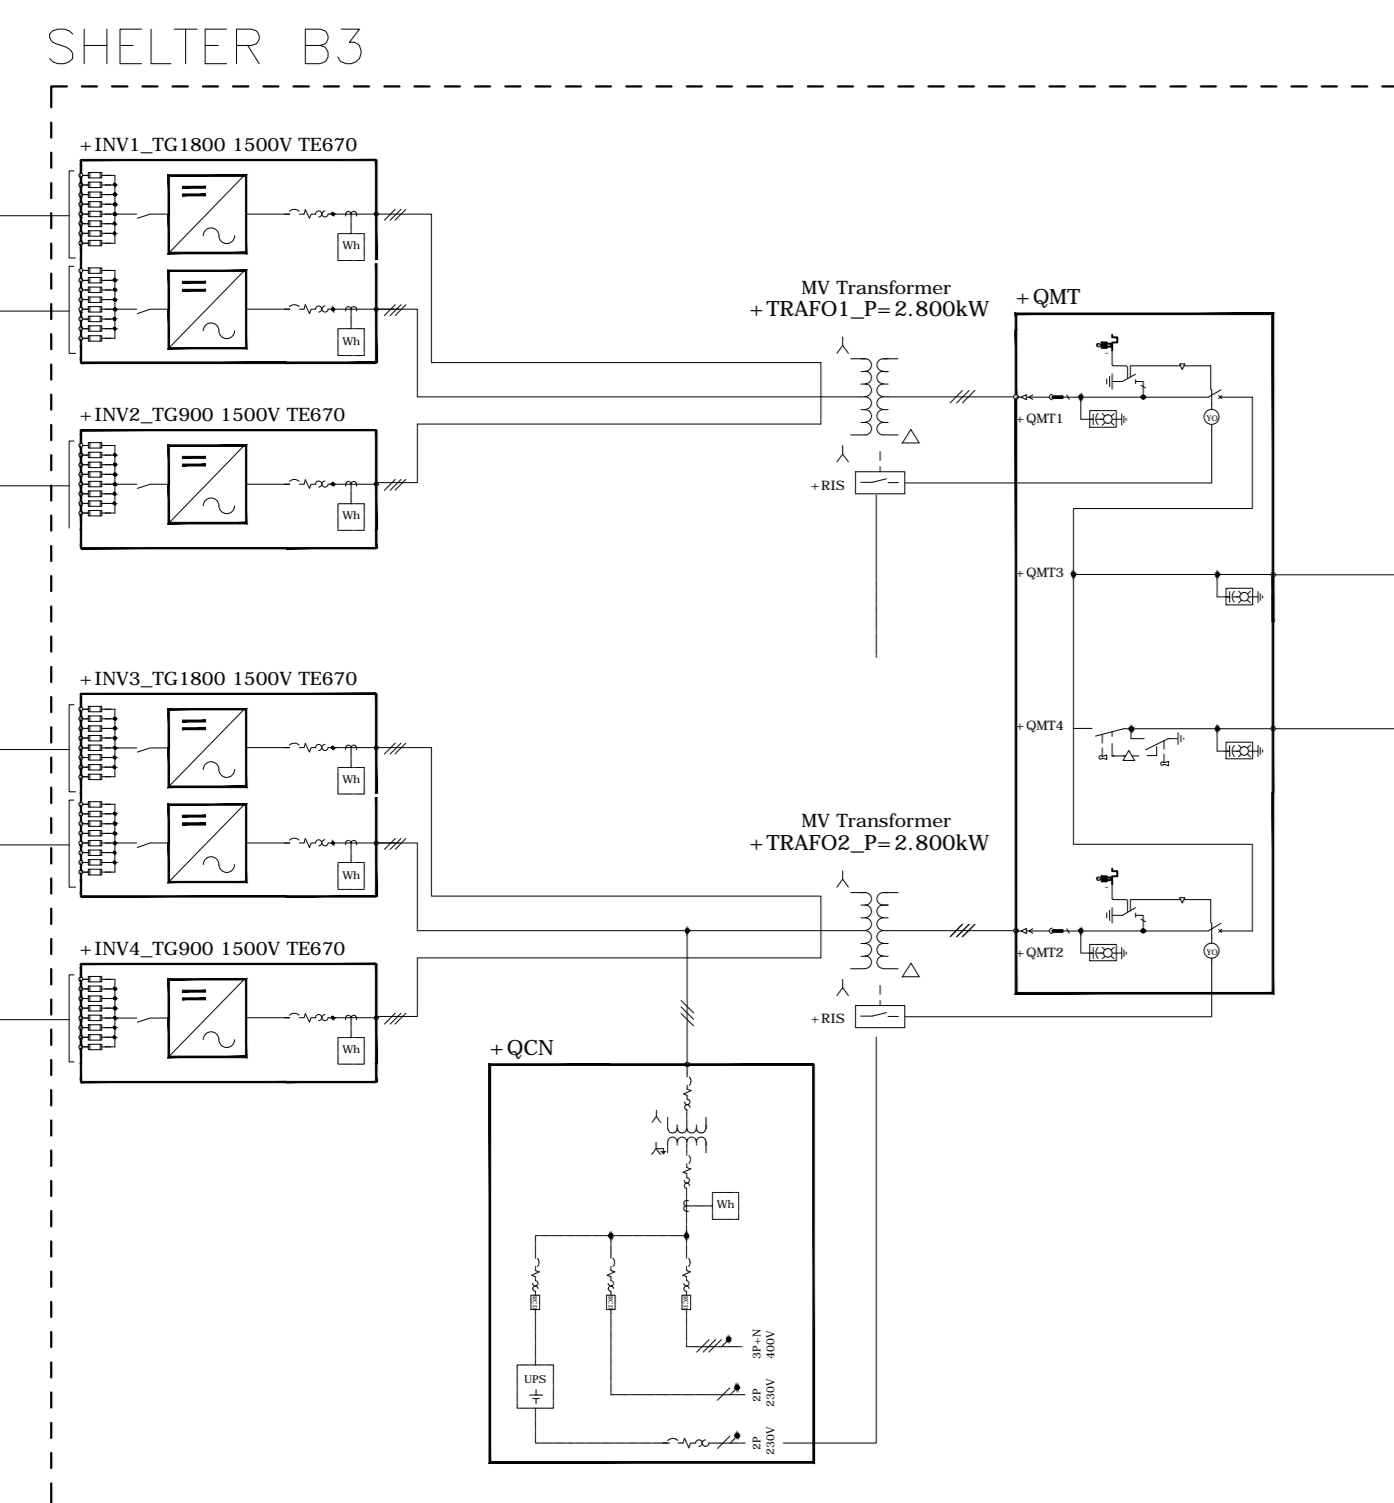 SHELTER B3
+INV1_TG1800 1500V TE670
Wh
Wh
MV Transformer
+TRAFO1_P=2.800kW
+QMT
+QMT1
YO
+INV2_TG900 1500V TE670
Wh
+RIS
+QMT3
+INV3_TG1800 1500V TE670
Wh
Wh
+QMT4
MV Transformer
+TRAFO2_P=2.800kW
+QMT2
YO
+INV4_TG900 1500V TE670
Wh
+RIS
+QCN
Wh
3P+N
400V
UPS
2P
230V
2P
230V